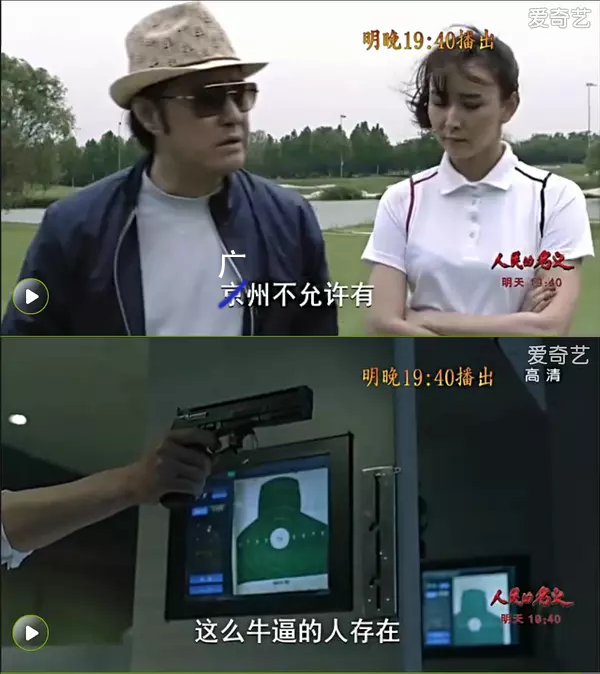 爱奇艺
明晚19:40播出
人民的名义
明天 19:40
广
京州不允许有
爱奇艺
高清
明晚19:40播出
人民的名义
明天 19:40
这么牛逼的人存在